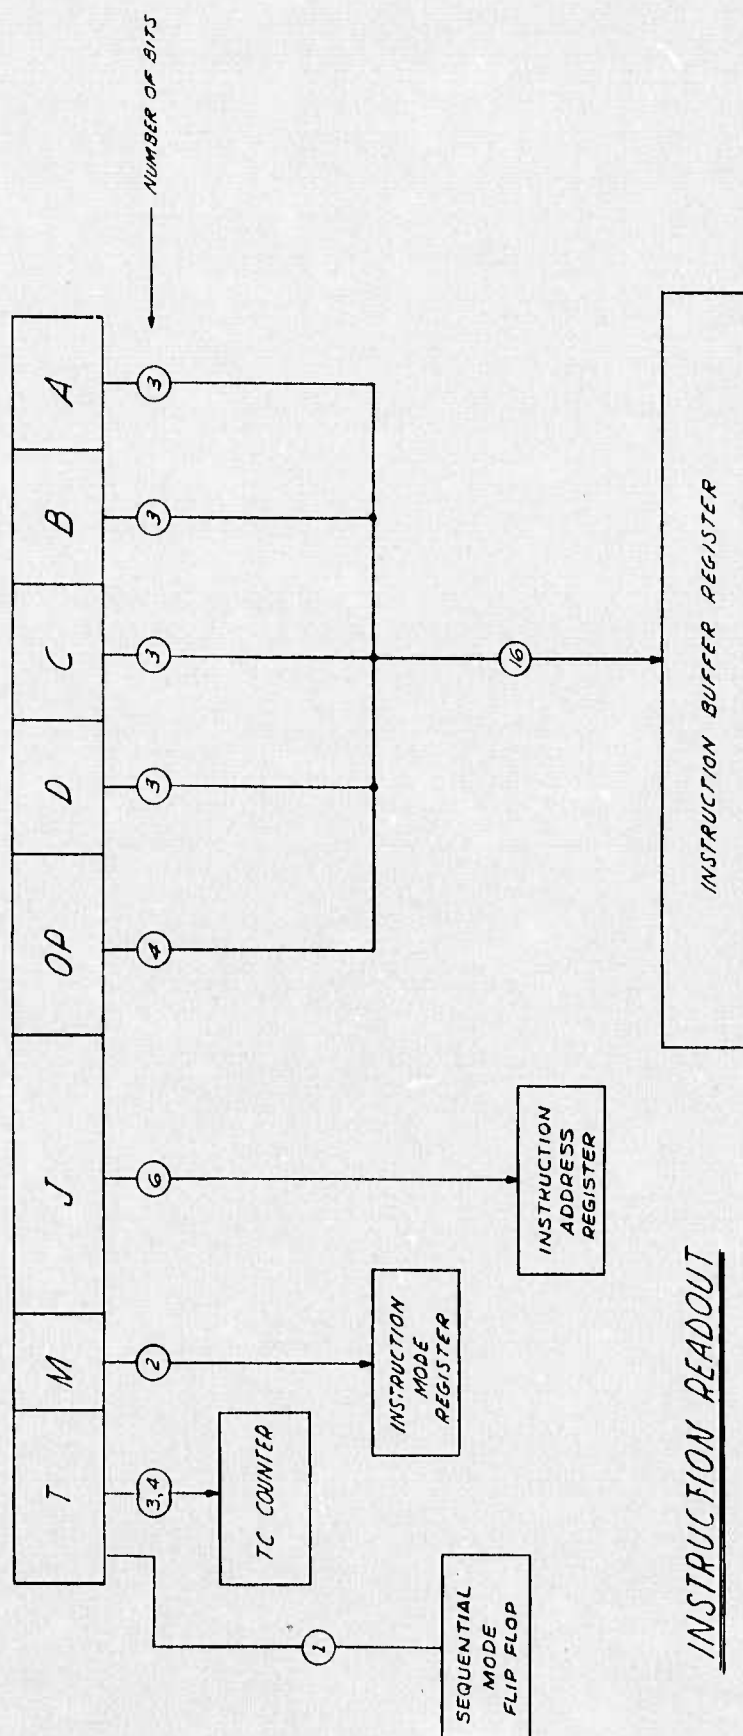 T M J OP D C B A
NUMBER OF BITS
3,4 2 6 4 3 3 3 3
1
16
TC COUNTER
SEQUENTIAL
MODE
FLIP FLOP
INSTRUCTION
MODE
REGISTER
INSTRUCTION
ADDRESS
REGISTER
INSTRUCTION BUFFER REGISTER
INSTRUCTION READOUT